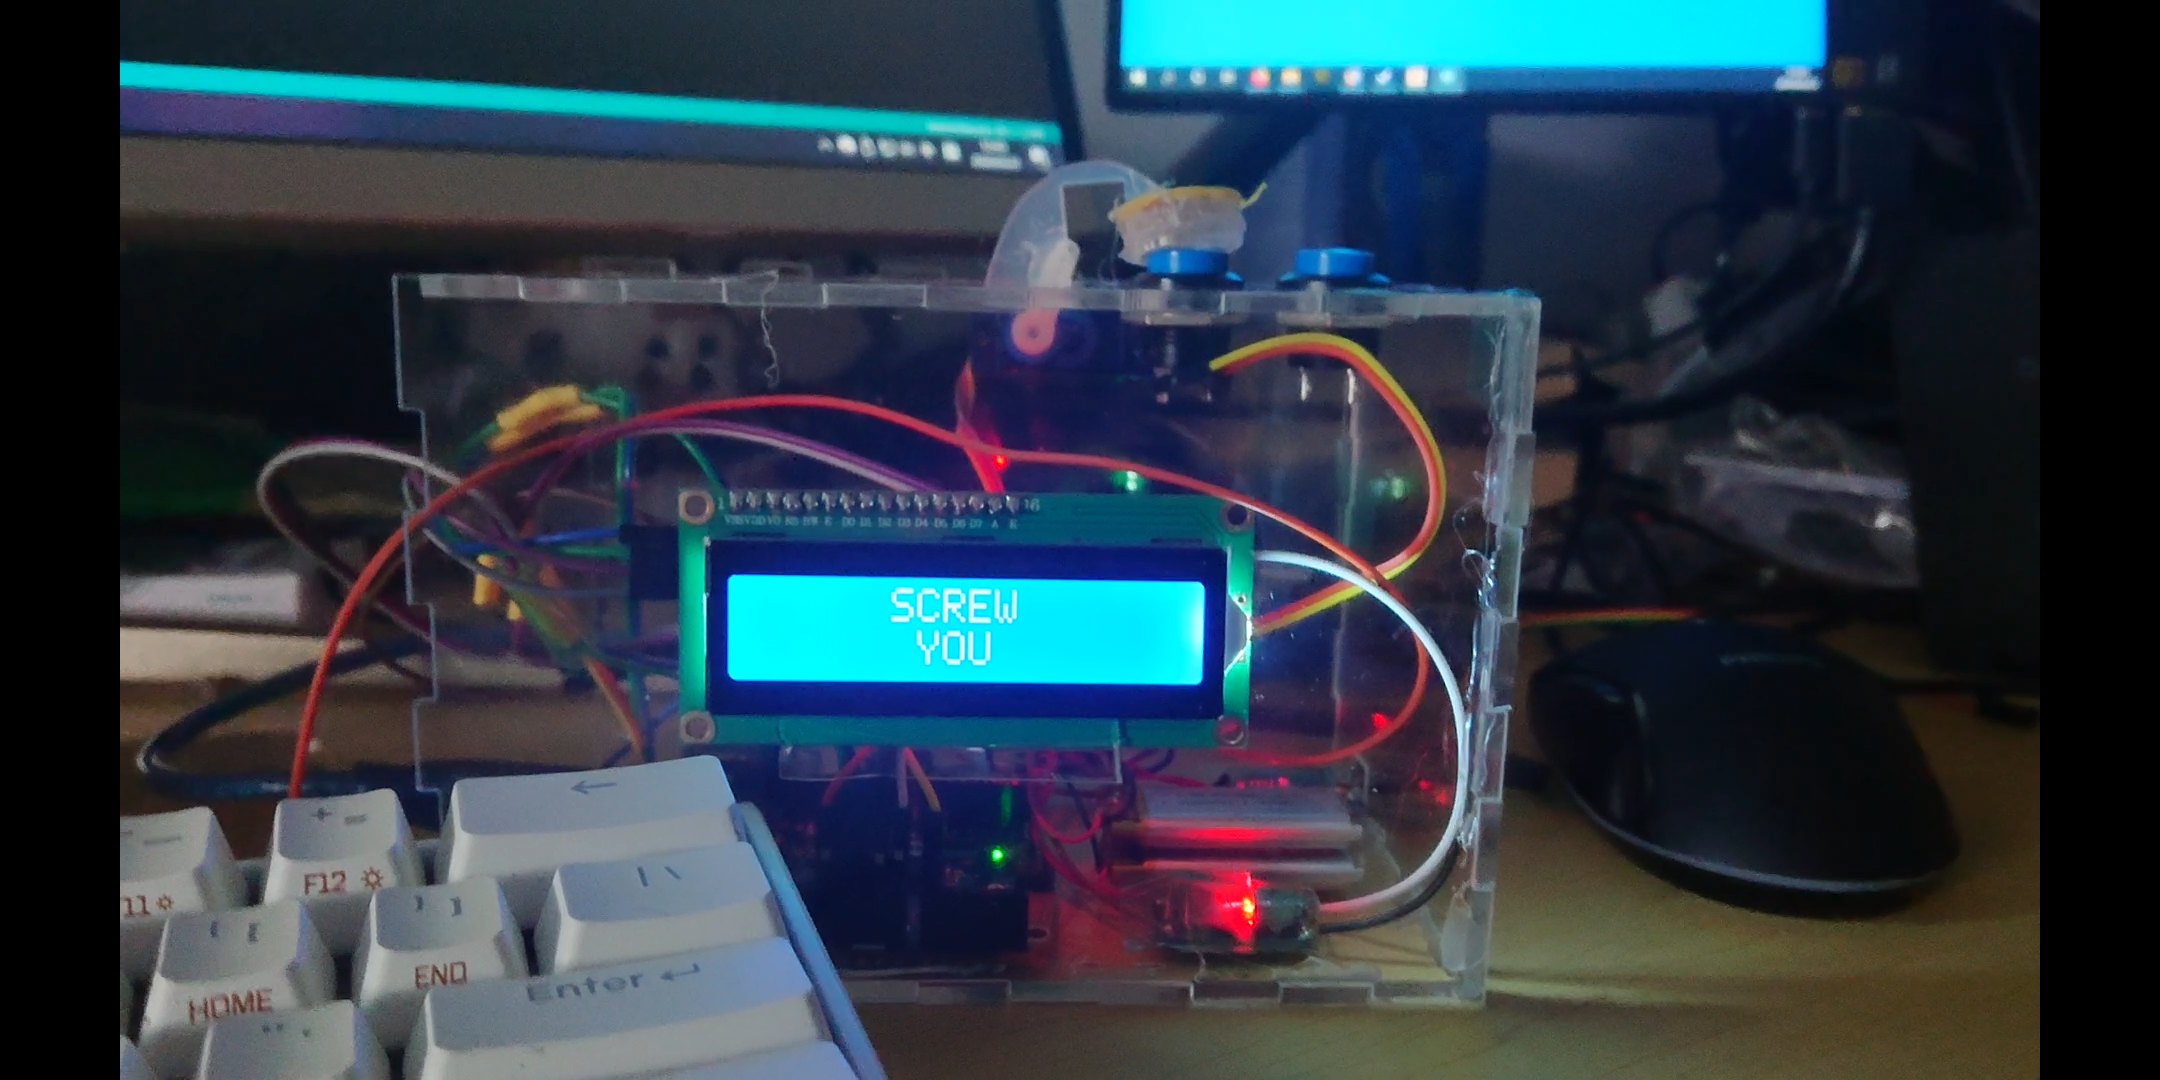 1 16
VSS VDD V0 RS RW E D0 D1 D2 D3 D4 D5 D6 D7 A K
SCREW
YOU
←
+ =
F12
11
| \
] }
[ {
END
HOME
Enter ↵
" '